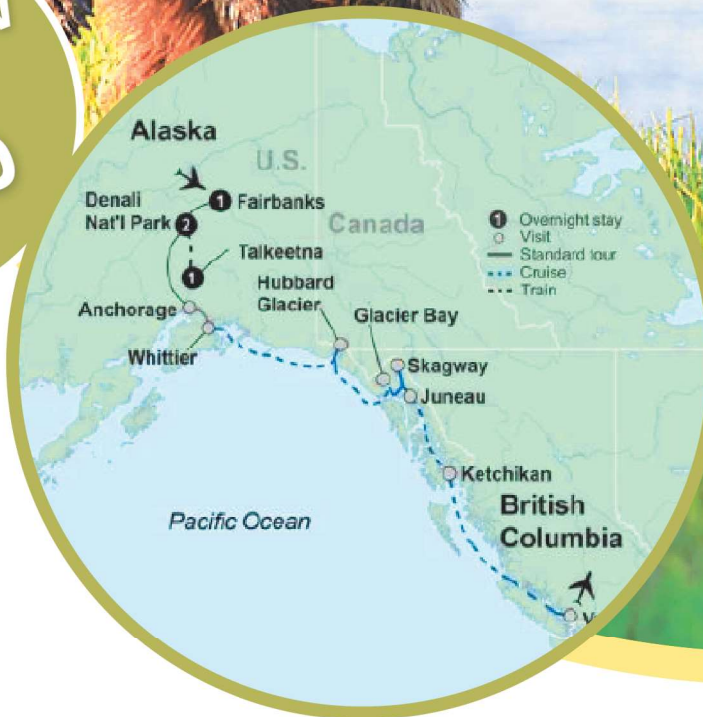 Alaska
U.S.
Denali
Nat'l Park
2
1
Fairbanks
Canada
Talkeetna
1
Hubbard
Glacier
Anchorage
Glacier Bay
Whittier
Skagway
Juneau
Ketchikan
Pacific Ocean
British
Columbia
1 Overnight stay
Visit
Standard tour
Cruise
Train